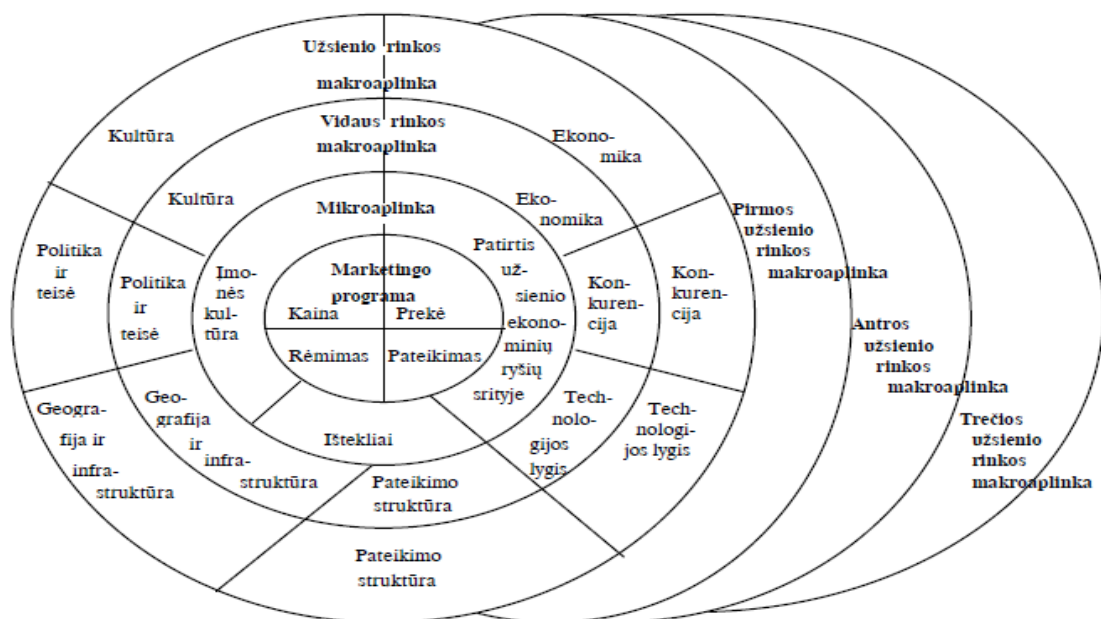 Užsienio rinkos
makroaplinka
Vidaus rinkos
makroaplinka
Kultūra
Ekono-
mika
Kultūra
Eko-
nomika
Mikroaplinka
Pirmos
užsienio
rinkos
makroaplinka
Politika
ir
teisė
Politika
ir
teisė
Įmo-
nės
kul-
tūra
Marketingo
programa
Kaina
Prekė
Rėmimas
Pateikimas
Patirtis
už-
sienio
ekono-
minių
ryšių
srityje
Kon-
kuren-
cija
Kon-
kuren-
cija
Antros
užsienio
rinkos
makroaplinka
Geogra-
fija ir
infra-
struktūra
Geo-
grafija
ir
infra-
struktūra
Ištekliai
Tech-
nolo-
gijos
lygis
Tech-
nologi-
jos lygis
Trečios
užsienio
rinkos
makroaplinka
Pateikimo
struktūra
Pateikimo
struktūra